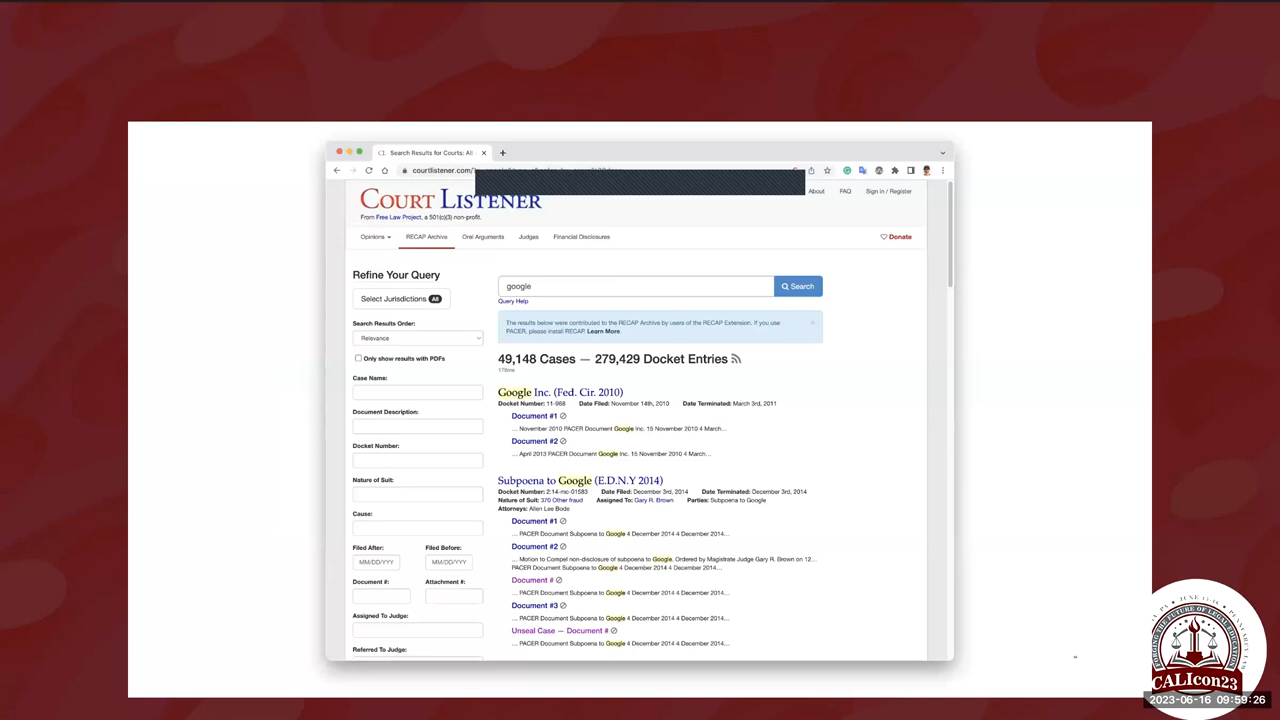 Search Results for Courts: All
courtlistener.com/
COURT LISTENER
About
FAQ
Sign in / Register
From Free Law Project, a 501(c)(3) non-profit.
Opinions
RECAP Archive
Oral Arguments
Judges
Financial Disclosures
Donate
Refine Your Query
Select Jurisdictions All
Search Results Order:
Relevance
Only show results with PDFs
Case Name:
Document Description:
Docket Number:
Nature of Suit:
Cause:
Filed After:
Filed Before:
MM/DD/YYY
MM/DD/YYY
Document #:
Attachment #:
Assigned To Judge:
Referred To Judge:
google
Search
Query Help
The results below were contributed to the RECAP Archive by users of the RECAP Extension. If you use
PACER, please install RECAP. Learn More.
49,148 Cases — 279,429 Docket Entries
178ms
Google Inc. (Fed. Cir. 2010)
Docket Number: 11-968 Date Filed: November 14th, 2010 Date Terminated: March 3rd, 2011
Document #1
... November 2010 PACER Document Google Inc. 15 November 2010 4 March...
Document #2
... April 2013 PACER Document Google Inc. 15 November 2010 4 March...
Subpoena to Google (E.D.N.Y 2014)
Docket Number: 2:14-mc-01583 Date Filed: December 3rd, 2014 Date Terminated: December 3rd, 2014
Nature of Suit: 370 Other fraud Assigned To: Gary R. Brown Parties: Subpoena to Google
Attorneys: Allen Lee Bode
Document #1
... PACER Document Subpoena to Google 4 December 2014 4 December 2014...
Document #2
... Motion to Compel non-disclosure of subpoena to Google. Ordered by Magistrate Judge Gary R. Brown on 12...
PACER Document Subpoena to Google 4 December 2014 4 December 2014...
Document #
... PACER Document Subpoena to Google 4 December 2014 4 December 2014...
Document #3
... PACER Document Subpoena to Google 4 December 2014 4 December 2014...
Unseal Case — Document #
... PACER Document Subpoena to Google 4 December 2014 4 December 2014...
CALIcon23
2023-06-16 09:59:26